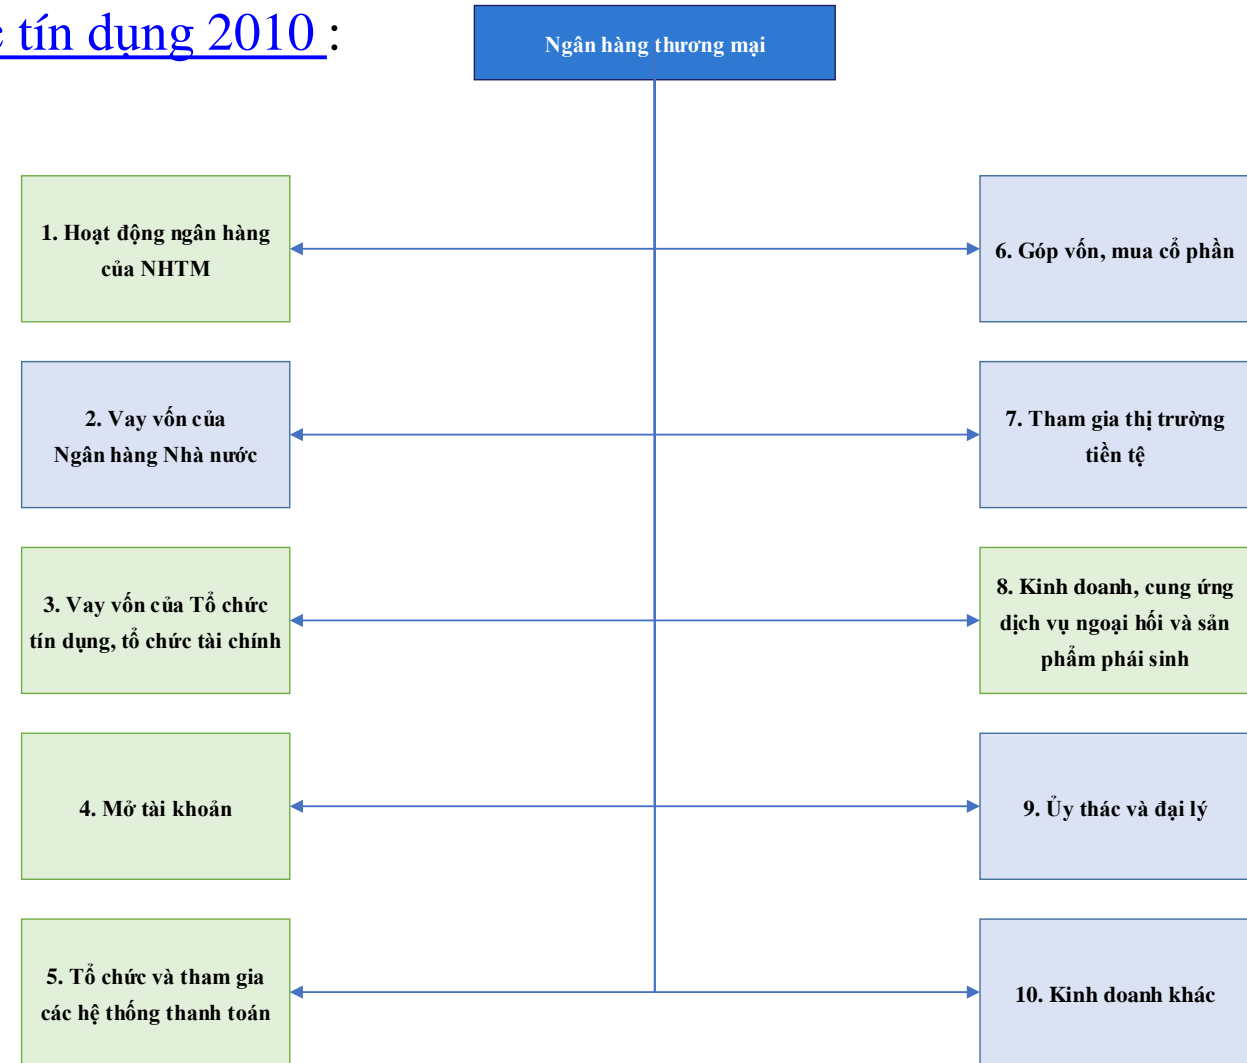 tín dụng 2010 :
Ngân hàng thương mại
1. Hoạt động ngân hàng
của NHTM
2. Vay vốn của
Ngân hàng Nhà nước
3. Vay vốn của Tổ chức
tín dụng, tổ chức tài chính
4. Mở tài khoản
5. Tổ chức và tham gia
các hệ thống thanh toán
6. Góp vốn, mua cổ phần
7. Tham gia thị trường
tiền tệ
8. Kinh doanh, cung ứng
dịch vụ ngoại hối và sản
phẩm phái sinh
9. Ủy thác và đại lý
10. Kinh doanh khác